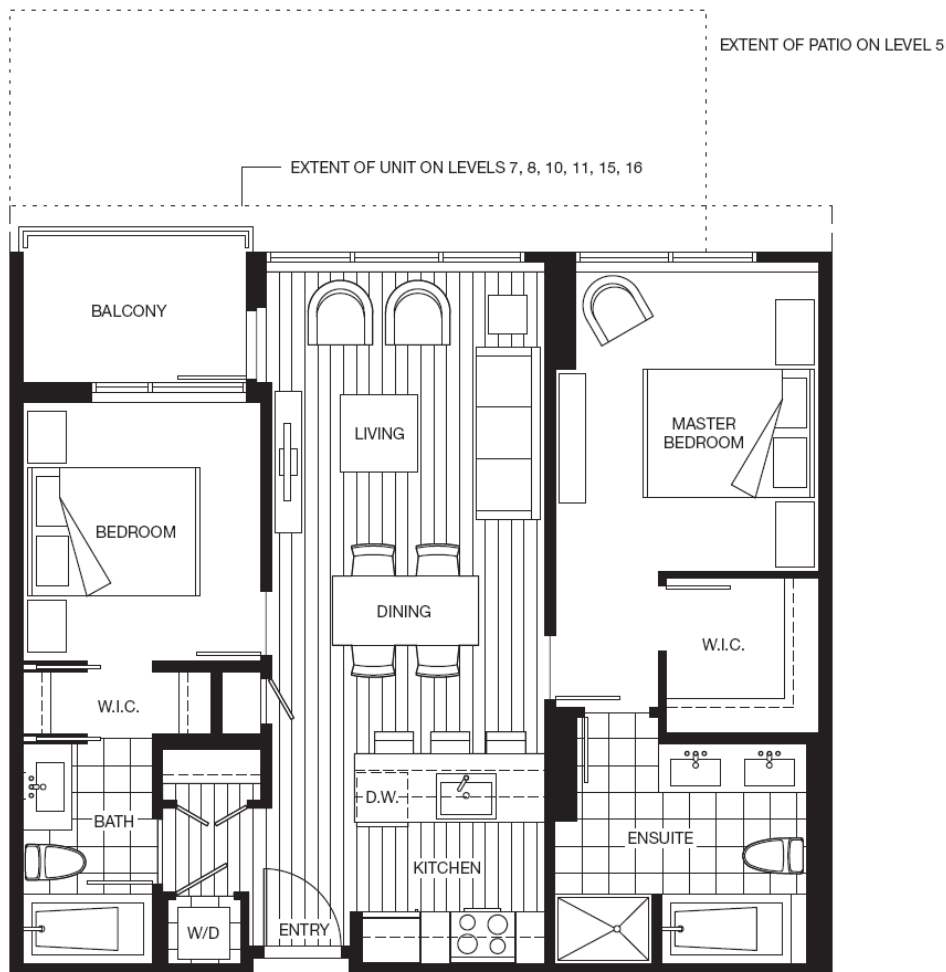 EXTENT OF PATIO ON LEVEL 5
EXTENT OF UNIT ON LEVELS 7, 8, 10, 11, 15, 16
BALCONY
LIVING
MASTER
BEDROOM
BEDROOM
DINING
W.I.C.
W.I.C.
D.W.
BATH
ENSUITE
KITCHEN
W/D
ENTRY